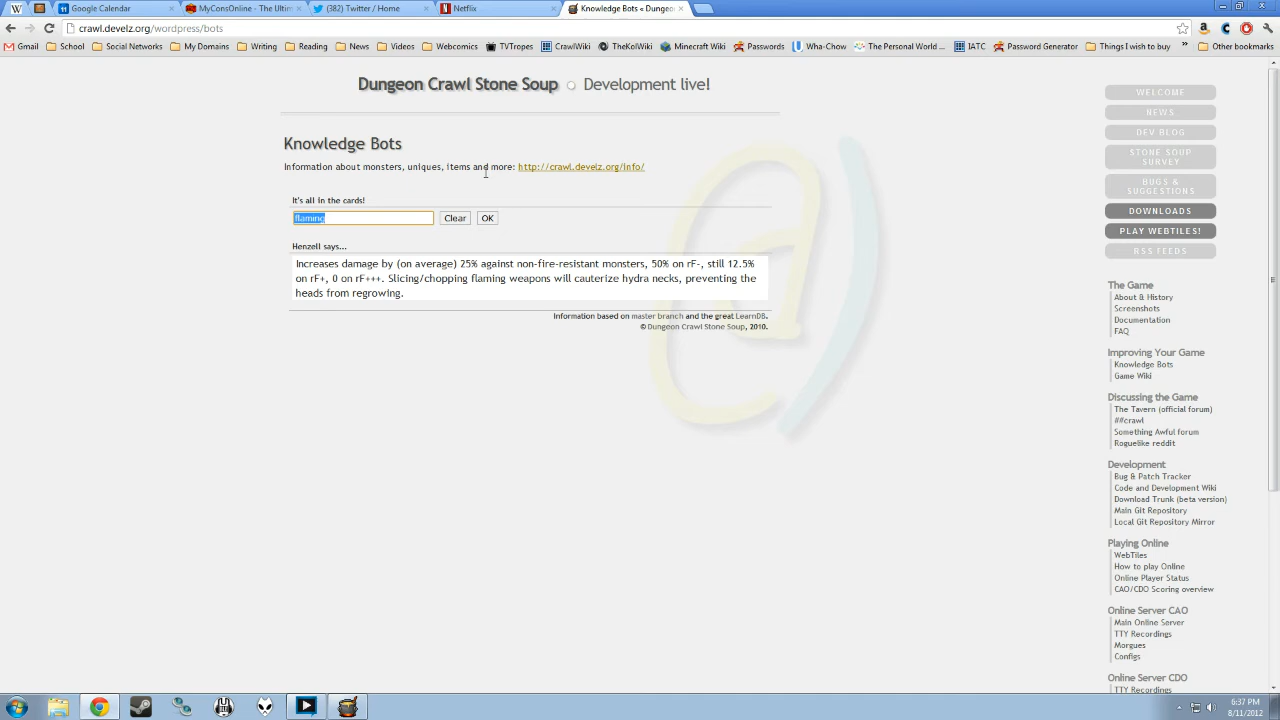 Google Calendar
MyConsOnline - The Ultim
(382) Twitter / Home
Netflix
Knowledge Bots « Dungeo
crawl.develz.org/wordpress/bots
Gmail School Social Networks My Domains Writing Reading News Videos Webcomics TVTropes CrawlWiki TheKolWiki Minecraft Wiki Passwords Wha-Chow The Personal World ... IATC Password Generator Things I wish to buy » Other bookmarks
Dungeon Crawl Stone Soup Development live!
Knowledge Bots
Information about monsters, uniques, items and more: http://crawl.develz.org/info/
It's all in the cards!
flaming Clear OK
Henzell says...
Increases damage by (on average) 25% against non-fire-resistant monsters, 50% on rF-, still 12.5%
on rF+, 0 on rF+++. Slicing/chopping flaming weapons will cauterize hydra necks, preventing the
heads from regrowing.
Information based on master branch and the great LearnDB.
© Dungeon Crawl Stone Soup, 2010.
WELCOME
NEWS
DEV BLOG
STONE SOUP
SURVEY
BUGS &
SUGGESTIONS
DOWNLOADS
PLAY WEBTILES!
RSS FEEDS
The Game
About & History
Screenshots
Documentation
FAQ
Improving Your Game
Knowledge Bots
Game Wiki
Discussing the Game
The Tavern (official forum)
##crawl
Something Awful forum
Roguelike reddit
Development
Bug & Patch Tracker
Code and Development Wiki
Download Trunk (beta version)
Main Git Repository
Local Git Repository Mirror
Playing Online
WebTiles
How to play Online
Online Player Status
CAO/CDO Scoring overview
Online Server CAO
Main Online Server
TTY Recordings
Morgues
Configs
Online Server CDO
TTY Recordings
6:37 PM
8/11/2012